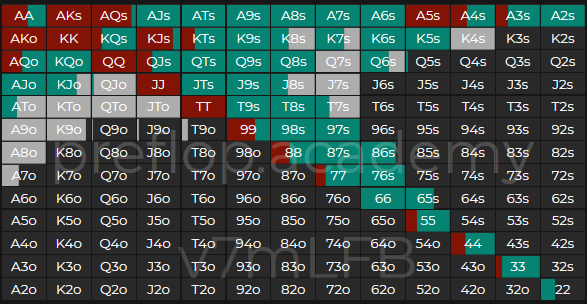 AA AKs AQs AJs ATs A9s A8s A7s A6s A5s A4s A3s A2s
AKo KK KQs KJs KTs K9s K8s K7s K6s K5s K4s K3s K2s
AQo KQo QQ QJs QTs Q9s Q8s Q7s Q6s Q5s Q4s Q3s Q2s
AJo KJo QJo JJ JTs J9s J8s J7s J6s J5s J4s J3s J2s
ATo KTo QTo JTo TT T9s T8s T7s T6s T5s T4s T3s T2s
A9o K9o Q9o J9o T9o 99 98s 97s 96s 95s 94s 93s 92s
A8o K8o Q8o J8o T8o 98o 88 87s 86s 85s 84s 83s 82s
preflop.academy
A7o K7o Q7o J7o T7o 97o 87o 77 76s 75s 74s 73s 72s
A6o K6o Q6o J6o T6o 96o 86o 76o 66 65s 64s 63s 62s
A5o K5o Q5o J5o T5o 95o 85o 75o 65o 55 54s 53s 52s
A4o K4o Q4o J4o T4o 94o 84o 74o 64o 54o 44 43s 42s
v7mLFB
A3o K3o Q3o J3o T3o 93o 83o 73o 63o 53o 43o 33 32s
A2o K2o Q2o J2o T2o 92o 82o 72o 62o 52o 42o 32o 22